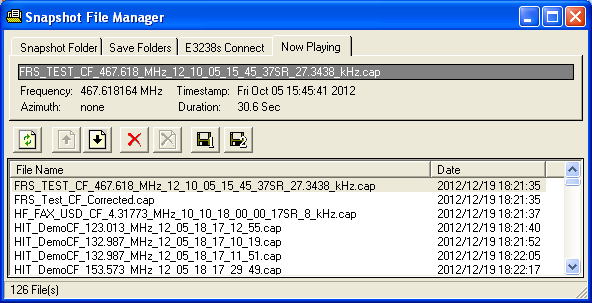 Snapshot File Manager
Snapshot Folder Save Folders E3238s Connect Now Playing
FRS_TEST_CF_467.618_MHz_12_10_05_15_45_37SR_27.3438_kHz.cap
Frequency: 467.618164 MHz Timestamp: Fri Oct 05 15:45:41 2012
Azimuth: none Duration: 30.6 Sec
1 2
File Name Date
FRS_TEST_CF_467.618_MHz_12_10_05_15_45_37SR_27.3438_kHz.cap 2012/12/19 18:21:35
FRS_Test_CF_Corrected.cap 2012/12/19 18:21:35
HF_FAX_USD_CF_4.31773_MHz_10_10_18_00_00_17SR_8_kHz.cap 2012/12/19 18:21:37
HIT_DemoCF_123.013_MHz_12_05_18_17_12_55.cap 2012/12/19 18:21:40
HIT_DemoCF_132.987_MHz_12_05_18_17_10_19.cap 2012/12/19 18:21:52
HIT_DemoCF_132.987_MHz_12_05_18_17_11_51.cap 2012/12/19 18:22:05
HIT_DemoCF_153.573_MHz_12_05_18_17_29_49.cap 2012/12/19 18:22:17
126 File(s)